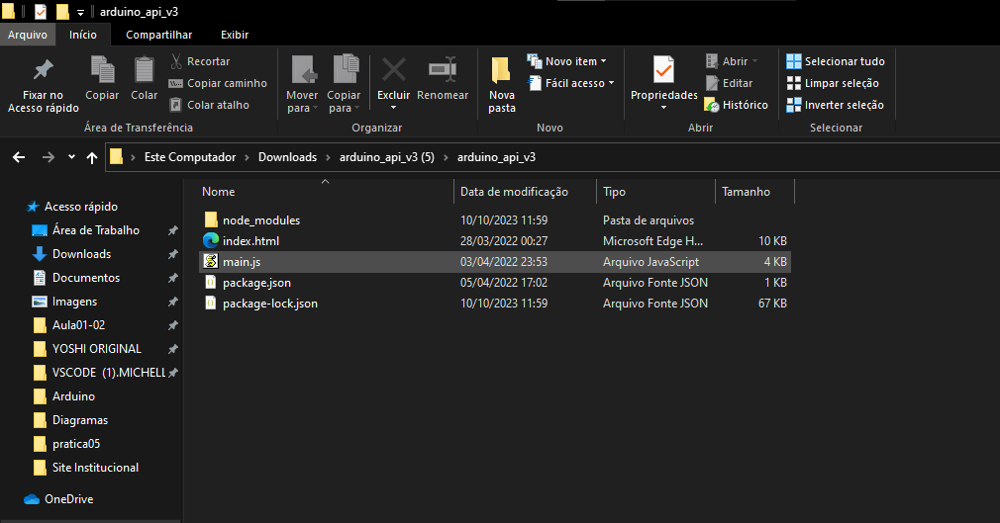 arduino_api_v3
Arquivo Início Compartilhar Exibir
Fixar no
Acesso rápido
Copiar
Colar
Recortar
Copiar caminho
Colar atalho
Área de Transferência
Mover
para
Copiar
para
Excluir
Renomear
Organizar
Nova
pasta
Novo item
Fácil acesso
Novo
Propriedades
Abrir
Editar
Histórico
Abrir
Selecionar tudo
Limpar seleção
Inverter seleção
Selecionar
Este Computador Downloads arduino_api_v3 (5) arduino_api_v3
Acesso rápido
Área de Trabalho
Downloads
Documentos
Imagens
Aula01-02
YOSHI ORIGINAL
VSCODE (1).MICHELL
Arduino
Diagramas
pratica05
Site Institucional
OneDrive
Nome Data de modificação Tipo Tamanho
node_modules 10/10/2023 11:59 Pasta de arquivos
index.html 28/03/2022 00:27 Microsoft Edge H... 10 KB
main.js 03/04/2022 23:53 Arquivo JavaScript 4 KB
package.json 05/04/2022 17:02 Arquivo Fonte JSON 1 KB
package-lock.json 10/10/2023 11:59 Arquivo Fonte JSON 67 KB